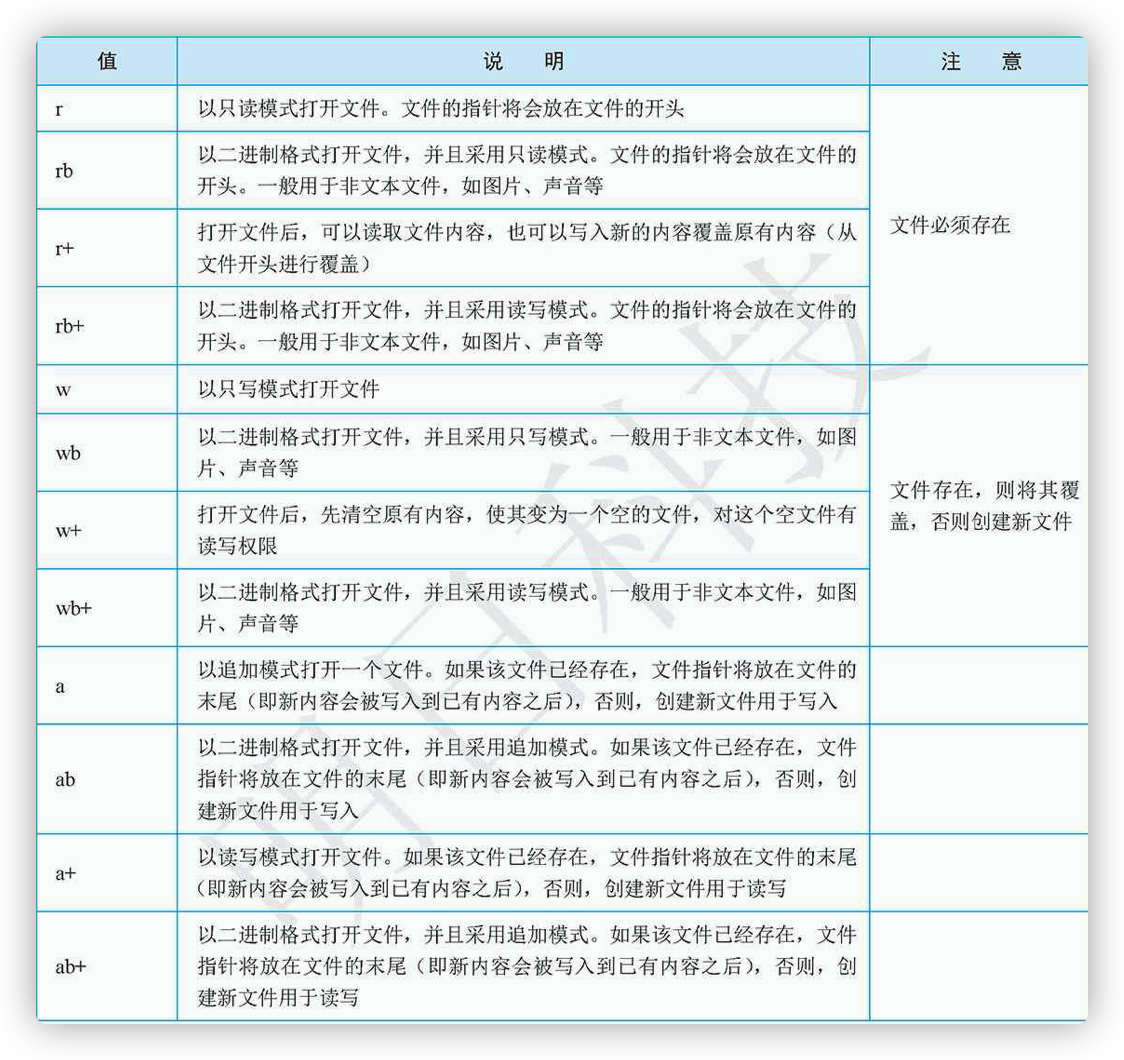 值
说 明
注 意
r
以只读模式打开文件。文件的指针将会放在文件的开头
文件必须存在
rb
以二进制格式打开文件，并且采用只读模式。文件的指针将会放在文件的
开头。一般用于非文本文件，如图片、声音等
r+
打开文件后，可以读取文件内容，也可以写入新的内容覆盖原有内容（从
文件开头进行覆盖）
rb+
以二进制格式打开文件，并且采用读写模式。文件的指针将会放在文件的
开头。一般用于非文本文件，如图片、声音等
w
以只写模式打开文件
文件存在，则将其覆
盖，否则创建新文件
wb
以二进制格式打开文件，并且采用只写模式。一般用于非文本文件，如图
片、声音等
w+
打开文件后，先清空原有内容，使其变为一个空的文件，对这个空文件有
读写权限
wb+
以二进制格式打开文件，并且采用读写模式。一般用于非文本文件，如图
片、声音等
a
以追加模式打开一个文件。如果该文件已经存在，文件指针将放在文件的
末尾（即新内容会被写入到已有内容之后），否则，创建新文件用于写入
ab
以二进制格式打开文件，并且采用追加模式。如果该文件已经存在，文件
指针将放在文件的末尾（即新内容会被写入到已有内容之后），否则，创
建新文件用于写入
a+
以读写模式打开文件。如果该文件已经存在，文件指针将放在文件的末尾
（即新内容会被写入到已有内容之后），否则，创建新文件用于读写
ab+
以二进制格式打开文件，并且采用追加模式。如果该文件已经存在，文件
指针将放在文件的末尾（即新内容会被写入到已有内容之后），否则，创
建新文件用于读写
明日科技